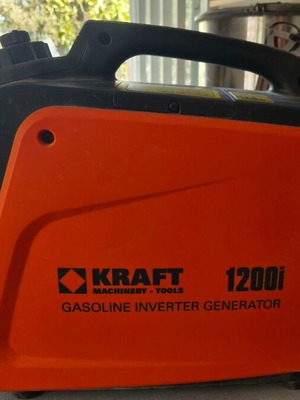 KRAFT
MACHINERY - TOOLS
1200i
GASOLINE INVERTER GENERATOR